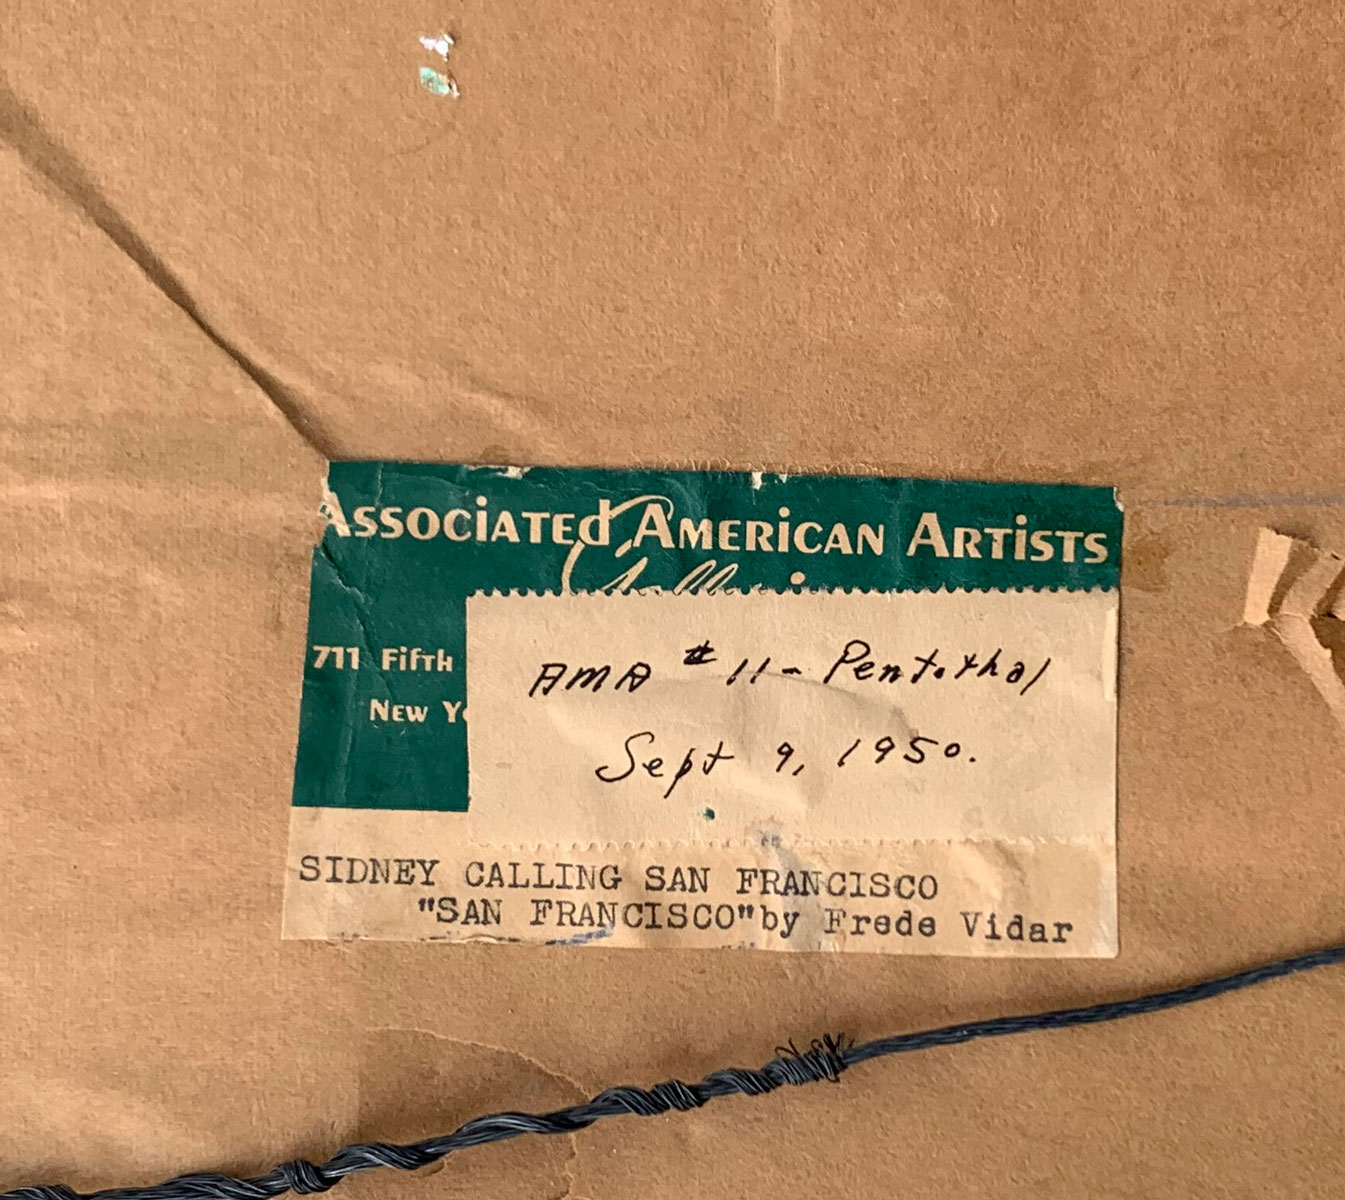 ASSOCiATEd AMERiCAN ARTiSTS
711 FifTH
NEW
AMA # 11 - Pentothal
Sept 9, 1950.
SIDNEY CALLING SAN FRANCISCO
"SAN FRANCISCO" by Frede Vidar